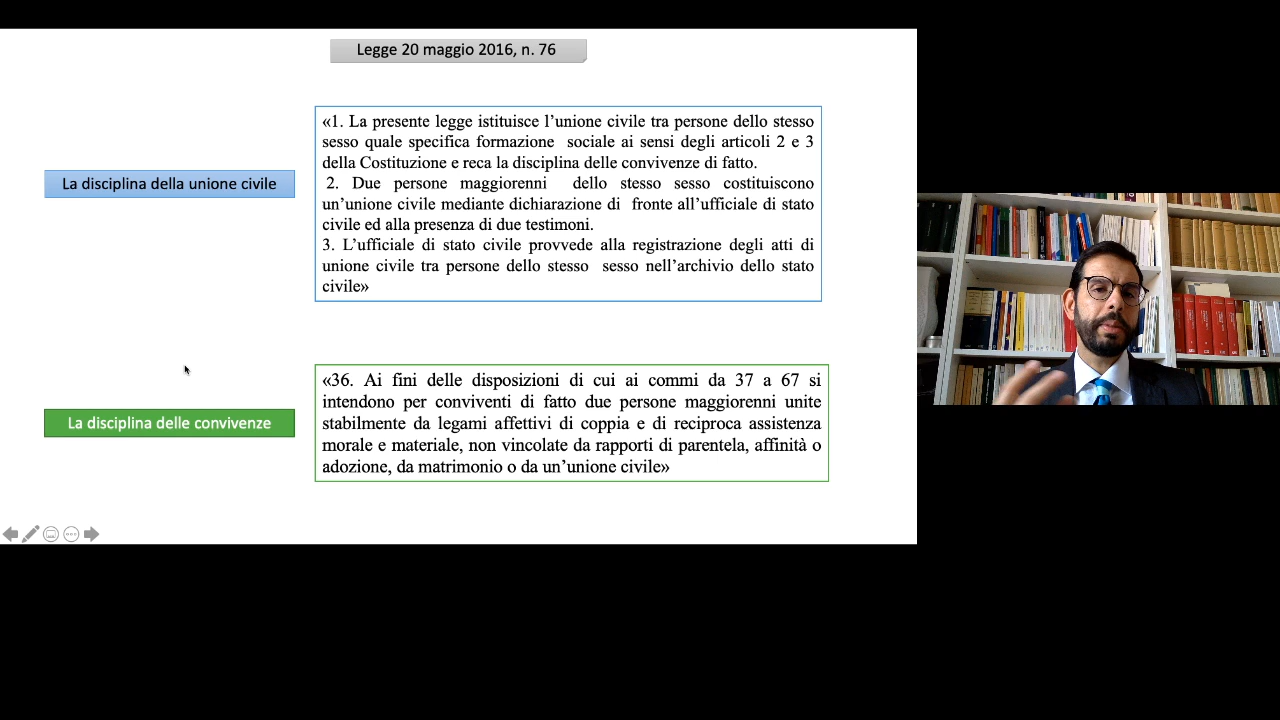 Legge 20 maggio 2016, n. 76
La disciplina della unione civile
«1. La presente legge istituisce l’unione civile tra persone dello stesso
sesso quale specifica formazione sociale ai sensi degli articoli 2 e 3
della Costituzione e reca la disciplina delle convivenze di fatto.
2. Due persone maggiorenni dello stesso sesso costituiscono
un’unione civile mediante dichiarazione di fronte all’ufficiale di stato
civile ed alla presenza di due testimoni.
3. L’ufficiale di stato civile provvede alla registrazione degli atti di
unione civile tra persone dello stesso sesso nell’archivio dello stato
civile»
La disciplina delle convivenze
«36. Ai fini delle disposizioni di cui ai commi da 37 a 67 si
intendono per conviventi di fatto due persone maggiorenni unite
stabilmente da legami affettivi di coppia e di reciproca assistenza
morale e materiale, non vincolate da rapporti di parentela, affinità o
adozione, da matrimonio o da un’unione civile»